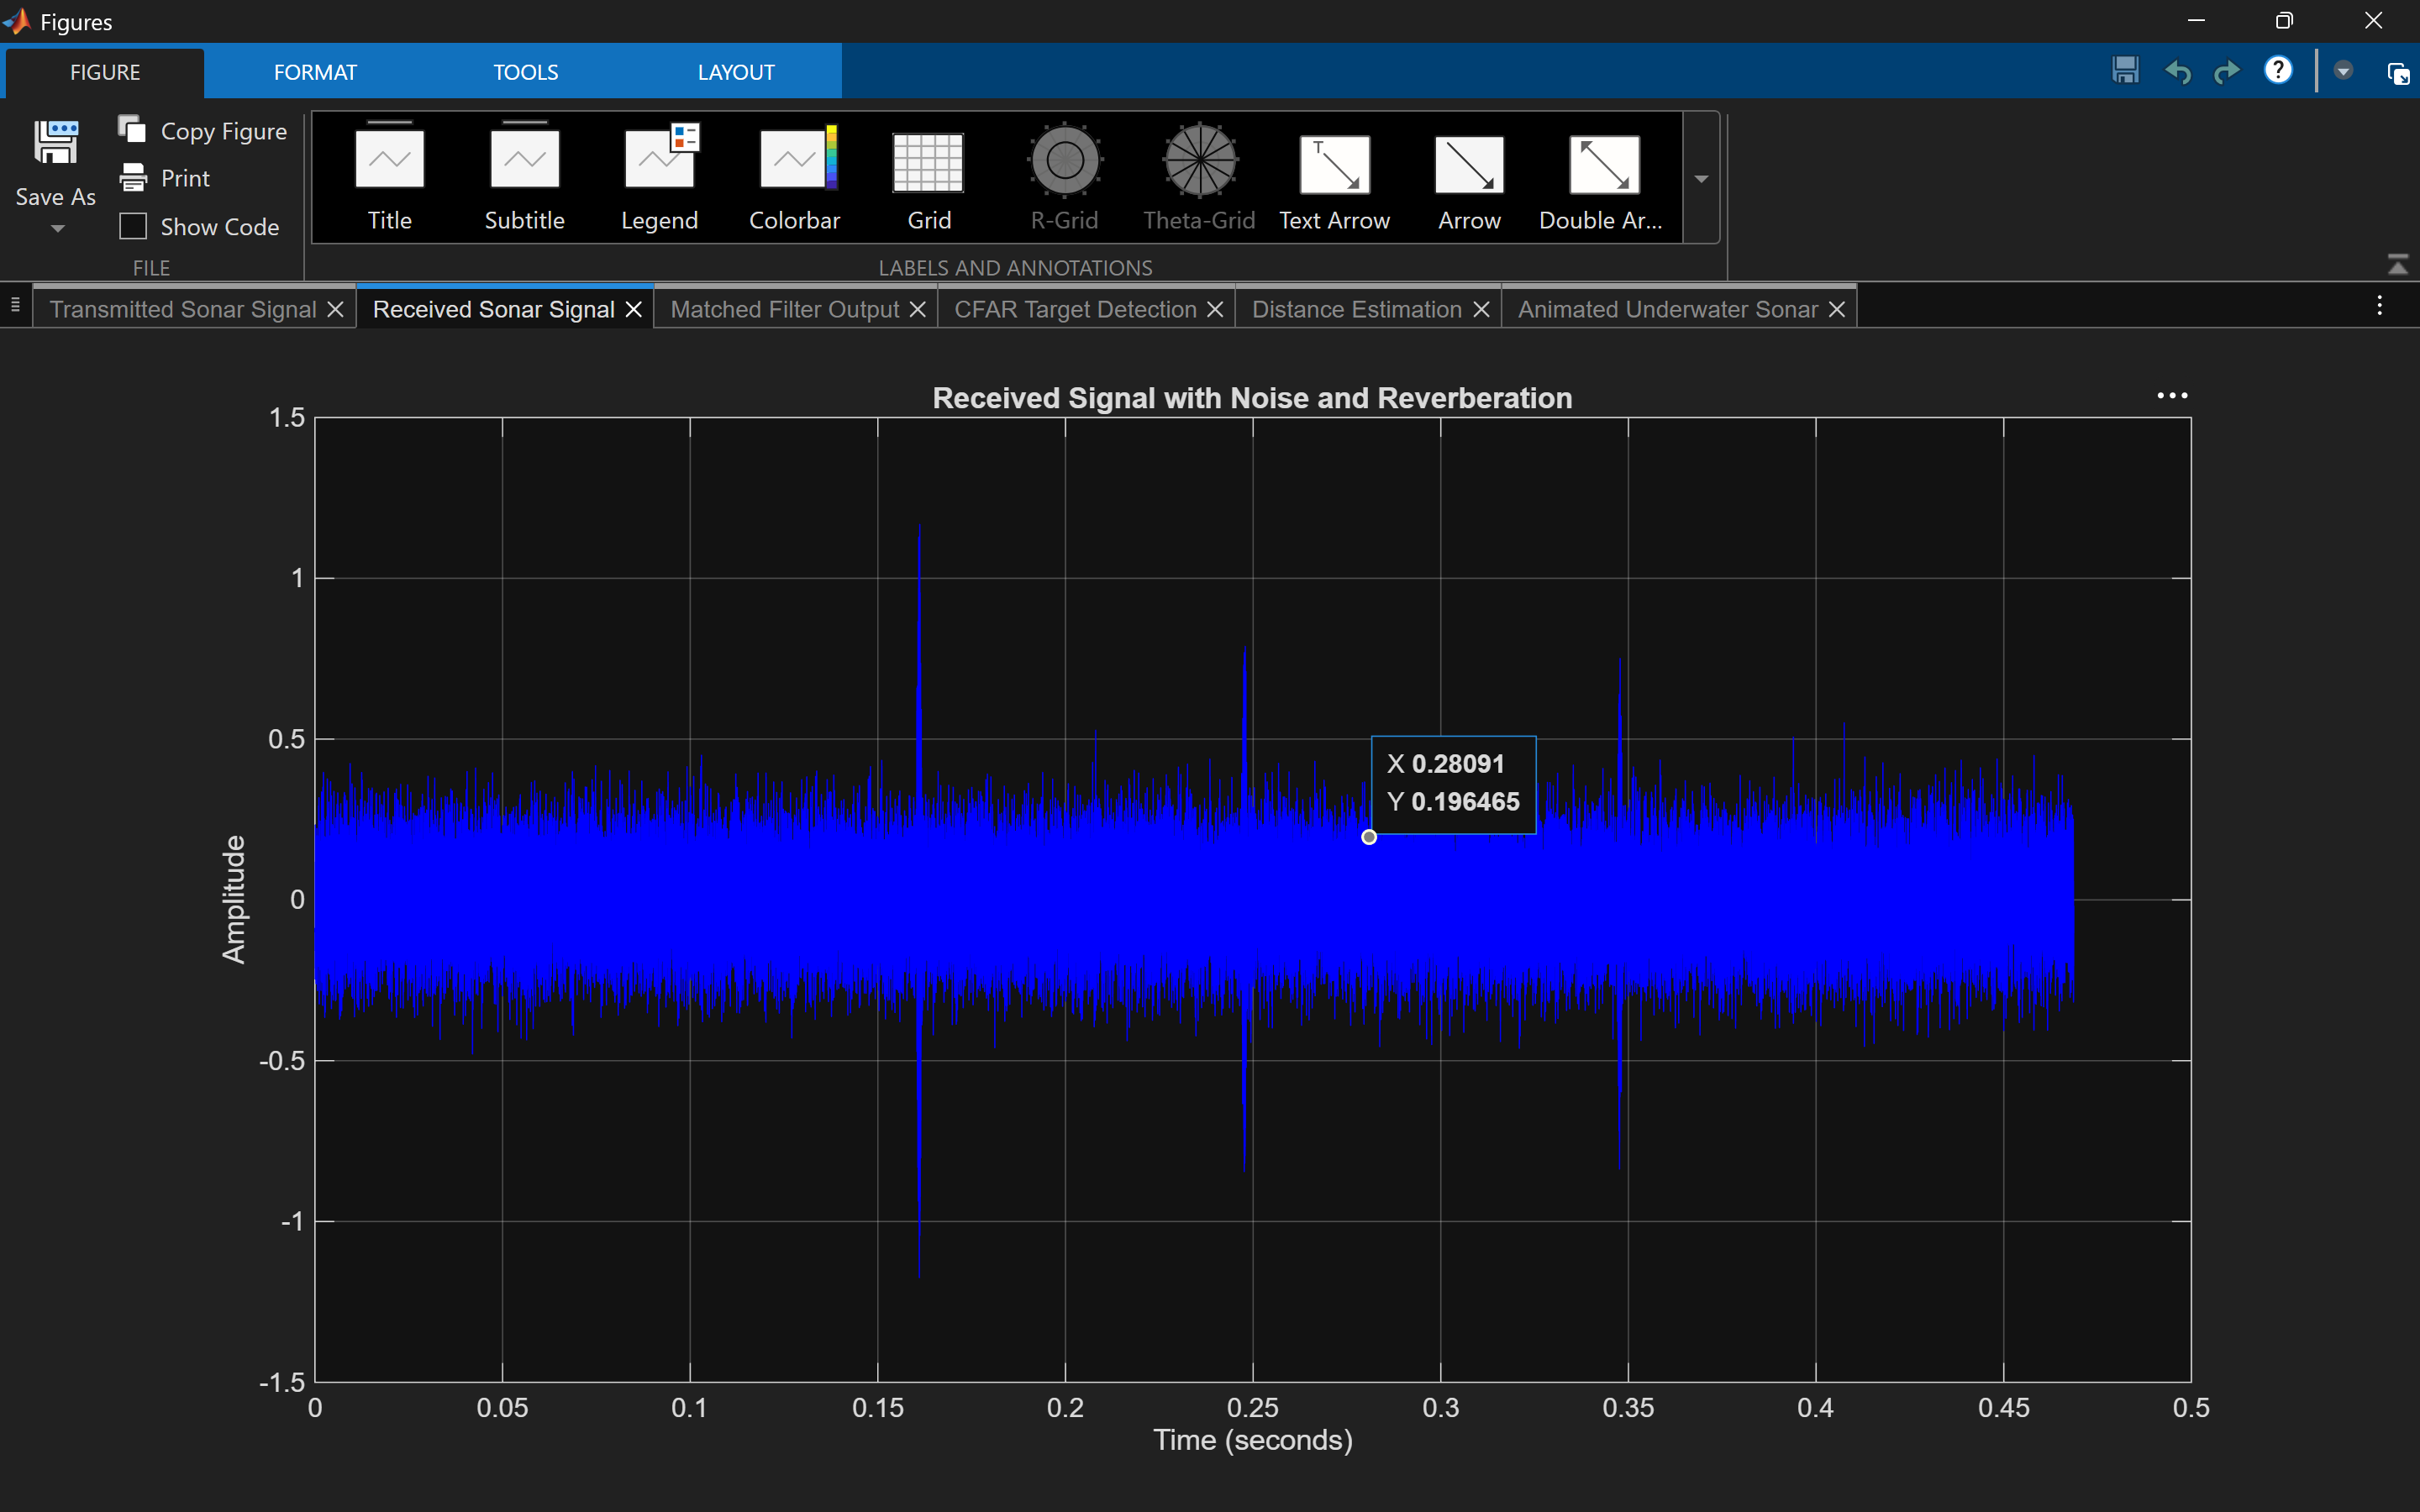 Figures
FIGURE FORMAT TOOLS LAYOUT
Save As
Copy Figure
Print
Show Code
FILE
Title Subtitle Legend Colorbar Grid R-Grid Theta-Grid Text Arrow Arrow Double Ar...
LABELS AND ANNOTATIONS
Transmitted Sonar Signal Received Sonar Signal Matched Filter Output CFAR Target Detection Distance Estimation Animated Underwater Sonar
Received Signal with Noise and Reverberation
1.5
1
0.5
0
-0.5
-1
-1.5
Amplitude
X 0.28091
Y 0.196465
0 0.05 0.1 0.15 0.2 0.25 0.3 0.35 0.4 0.45 0.5
Time (seconds)